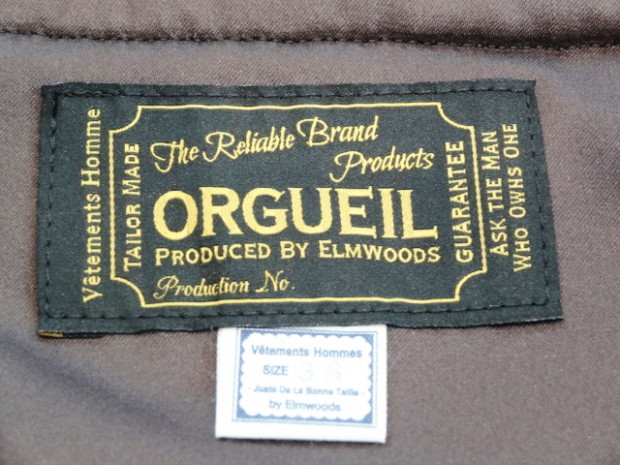 Vêtements Homme
TAILOR MADE
The Reliable Brand
Products
ORGUEIL
PRODUCED BY ELMWOODS
Production No.
GUARANTEE
ASK THE MAN
WHO OWNS ONE
Vêtements Hommes
SIZE
- Juste De La Bonne Taille -
by Elmwoods